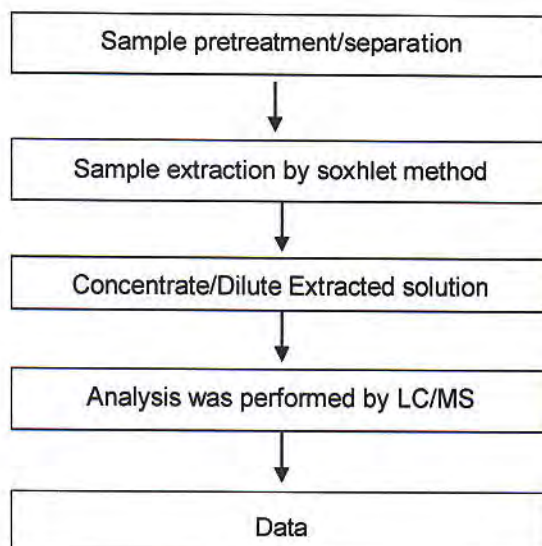 Sample pretreatment/separation
Sample extraction by soxhlet method
Concentrate/Dilute Extracted solution
Analysis was performed by LC/MS
Data